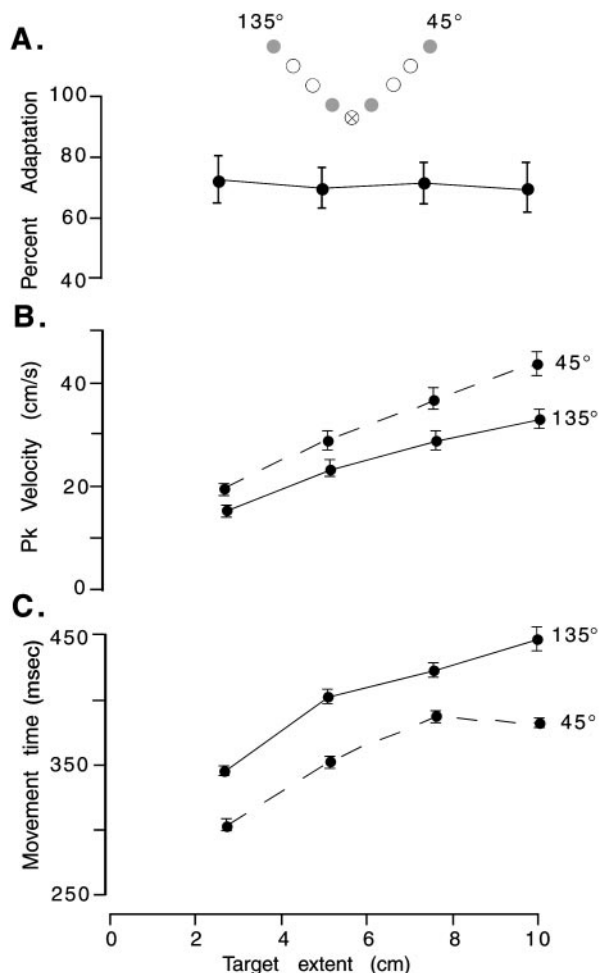 A.
135° 45°
100
80
60
40
Percent Adaptation
B.
40
20
0
Pk Velocity (cm/s)
45°
135°
C.
450
350
250
Movement time (msec)
135°
45°
0 2 4 6 8 10
Target extent (cm)